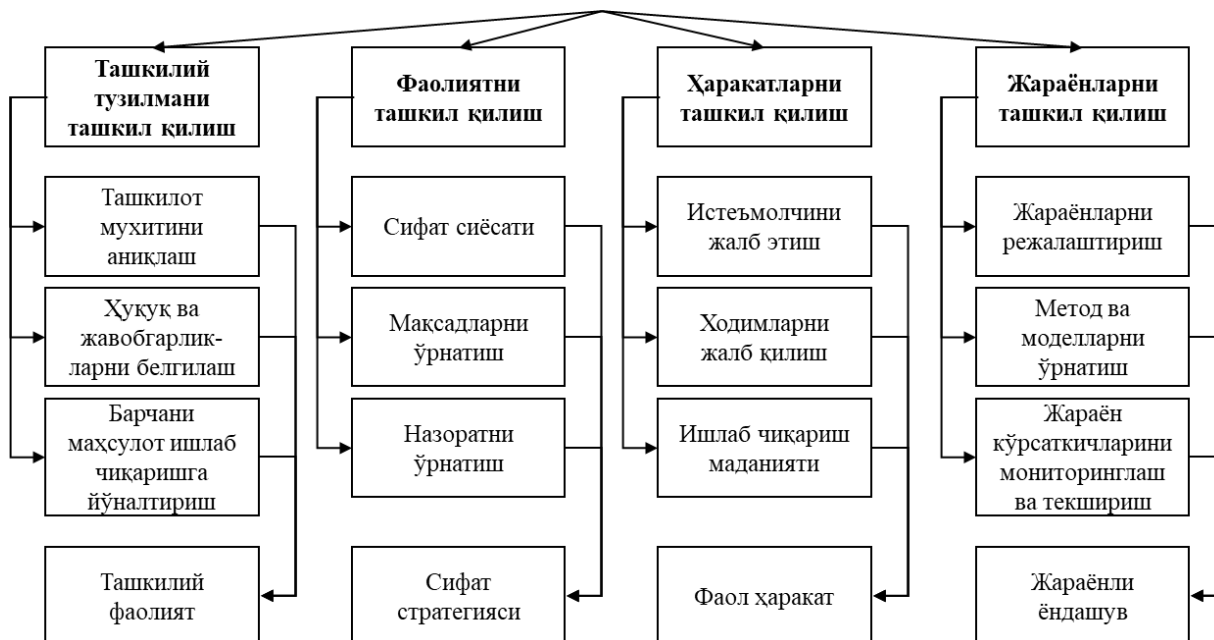 Ташкилий
тузилмани
ташкил қилиш
Ташкилот
мухитини
аниқлаш
Ҳуқуқ ва
жавобгарлик-
ларни белгилаш
Барчани
маҳсулот ишлаб
чиқаришга
йўналтириш
Ташкилий
фаолият
Фаолиятни
ташкил қилиш
Сифат сиёсати
Мақсадларни
ўрнатиш
Назоратни
ўрнатиш
Сифат
стратегияси
Ҳаракатларни
ташкил қилиш
Истеъмолчини
жалб этиш
Ходимларни
жалб қилиш
Ишлаб чиқариш
маданияти
Фаол ҳаракат
Жараёнларни
ташкил қилиш
Жараёнларни
режалаштириш
Метод ва
моделларни
ўрнатиш
Жараён
кўрсаткичларини
мониторинглаш
ва текшириш
Жараёнли
ёндашув